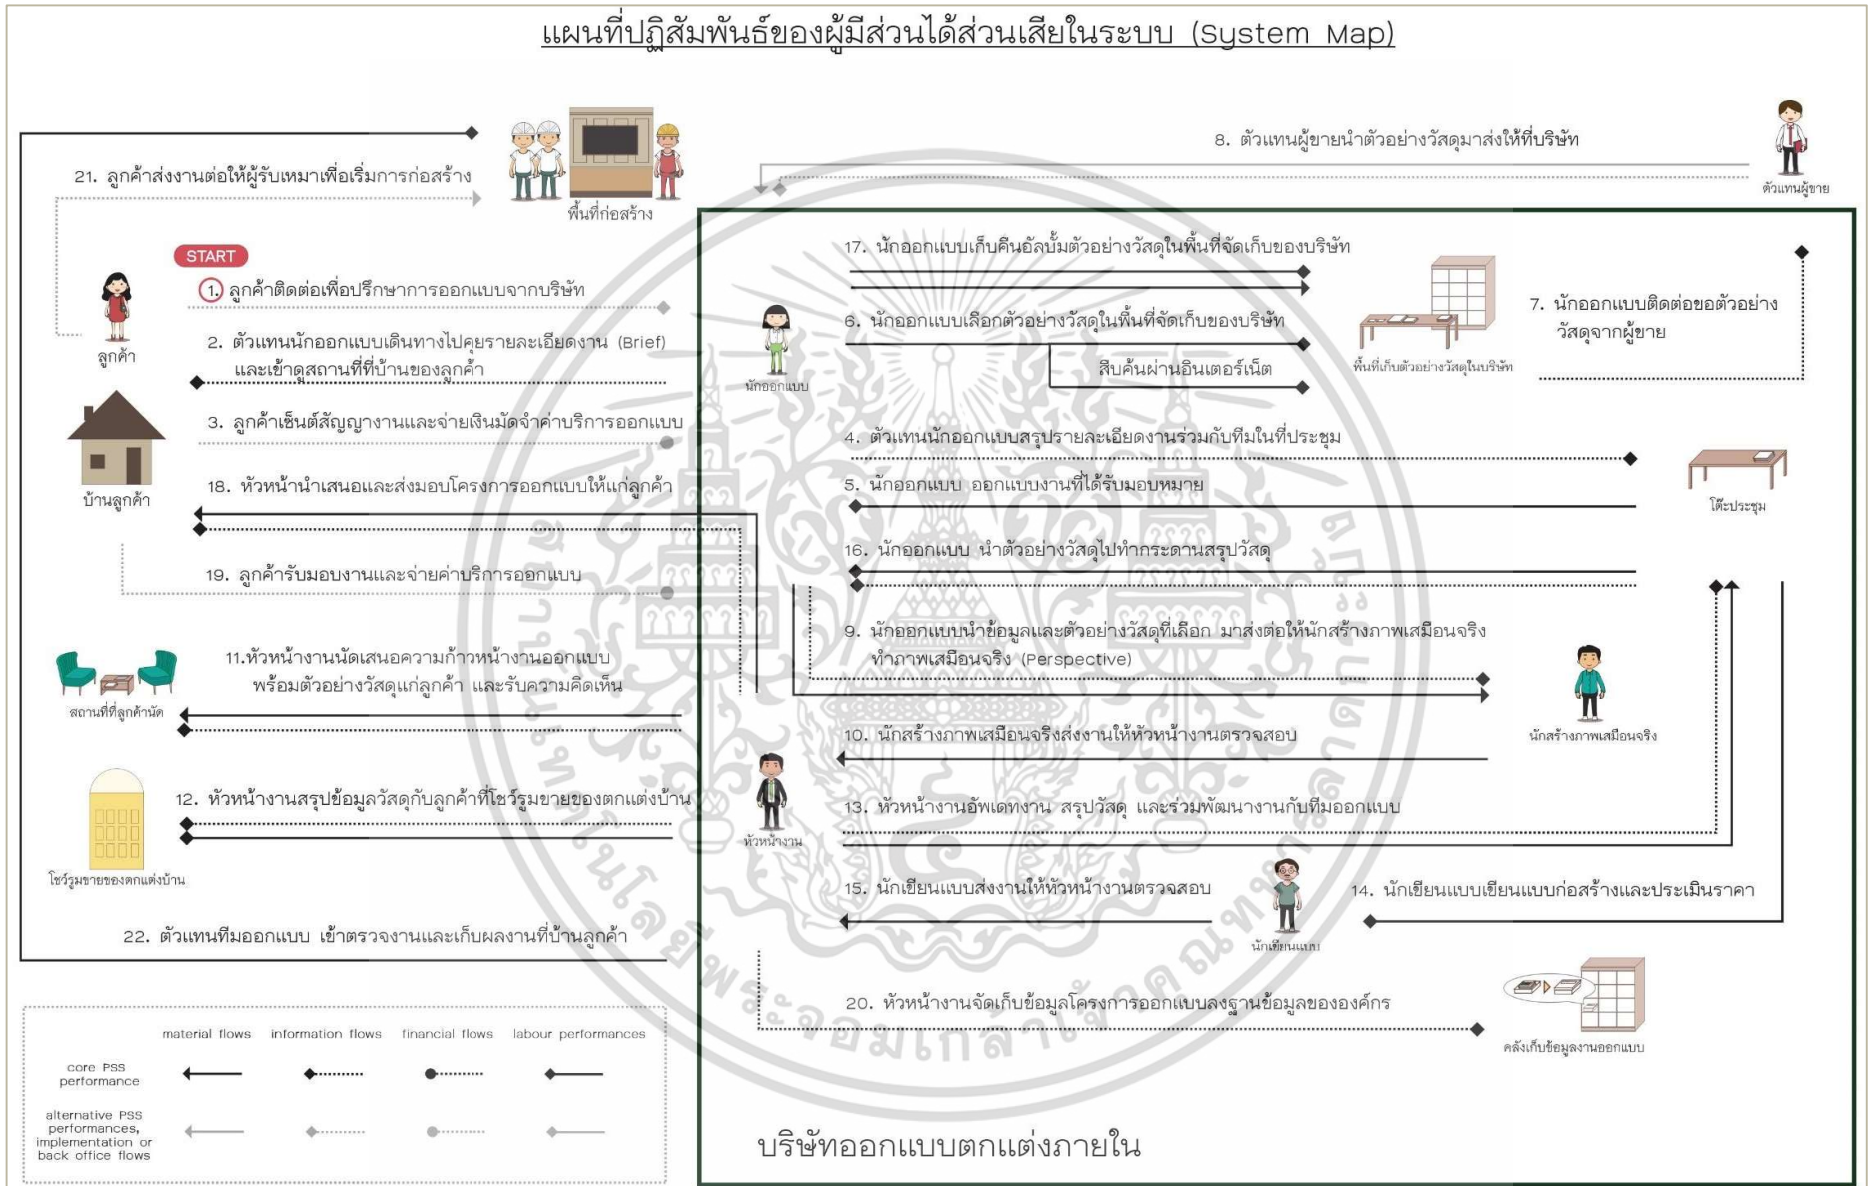 แผนที่ปฏิสัมพันธ์ของผู้มีส่วนได้ส่วนเสียในระบบ (System Map)
8. ตัวแทนผู้ขายนำตัวอย่างวัสดุมาส่งให้ที่บริษัท
ตัวแทนผู้ขาย
21. ลูกค้าส่งงานต่อให้ผู้รับเหมาเพื่อเริ่มการก่อสร้าง
พื้นที่ก่อสร้าง
START
1. ลูกค้าติดต่อเพื่อปรึกษาการออกแบบจากบริษัท
ลูกค้า
2. ตัวแทนนักออกแบบเดินทางไปคุยรายละเอียดงาน (Brief)
และเข้าดูสถานที่ที่บ้านของลูกค้า
3. ลูกค้าเซ็นต์สัญญางานและจ่ายเงินมัดจำค่าบริการออกแบบ
18. หัวหน้านำเสนอและส่งมอบโครงการออกแบบให้แก่ลูกค้า
บ้านลูกค้า
19. ลูกค้ารับมอบงานและจ่ายค่าบริการออกแบบ
11.หัวหน้างานนัดเสนอความก้าวหน้างานออกแบบ
พร้อมตัวอย่างวัสดุแก่ลูกค้า และรับความคิดเห็น
สถานที่ที่ลูกค้านัด
12. หัวหน้างานสรุปข้อมูลวัสดุกับลูกค้าที่โชว์รูมขายของตกแต่งบ้าน
โชว์รูมขายของตกแต่งบ้าน
22. ตัวแทนทีมออกแบบ เข้าตรวจงานและเก็บผลงานที่บ้านลูกค้า
17. นักออกแบบเก็บคืนอัลบั้มตัวอย่างวัสดุในพื้นที่จัดเก็บของบริษัท
6. นักออกแบบเลือกตัวอย่างวัสดุในพื้นที่จัดเก็บของบริษัท
สืบค้นผ่านอินเตอร์เน็ต
นักออกแบบ
พื้นที่เก็บตัวอย่างวัสดุในบริษัท
7. นักออกแบบติดต่อขอตัวอย่าง
วัสดุจากผู้ขาย
4. ตัวแทนนักออกแบบสรุปรายละเอียดงานร่วมกับทีมในที่ประชุม
5. นักออกแบบ ออกแบบงานที่ได้รับมอบหมาย
โต๊ะประชุม
16. นักออกแบบ นำตัวอย่างวัสดุไปทำกระดานสรุปวัสดุ
9. นักออกแบบนำข้อมูลและตัวอย่างวัสดุที่เลือก มาส่งต่อให้นักสร้างภาพเสมือนจริง
ทำภาพเสมือนจริง (Perspective)
นักสร้างภาพเสมือนจริง
10. นักสร้างภาพเสมือนจริงส่งงานให้หัวหน้างานตรวจสอบ
13. หัวหน้างานอัพเดทงาน สรุปวัสดุ และร่วมพัฒนางานกับทีมออกแบบ
หัวหน้างาน
15. นักเขียนแบบส่งงานให้หัวหน้างานตรวจสอบ
นักเขียนแบบ
14. นักเขียนแบบเขียนแบบก่อสร้างและประเมินราคา
20. หัวหน้างานจัดเก็บข้อมูลโครงการออกแบบลงฐานข้อมูลขององค์กร
คลังเก็บข้อมูลงานออกแบบ
บริษัทออกแบบตกแต่งภายใน
material flows information flows financial flows labour performances
core PSS
performance
alternative PSS
performances,
implementation or
back office flows
สถาบันเทคโนโลยีพระจอมเกล้าเจ้าคุณทหารลาดกระบัง